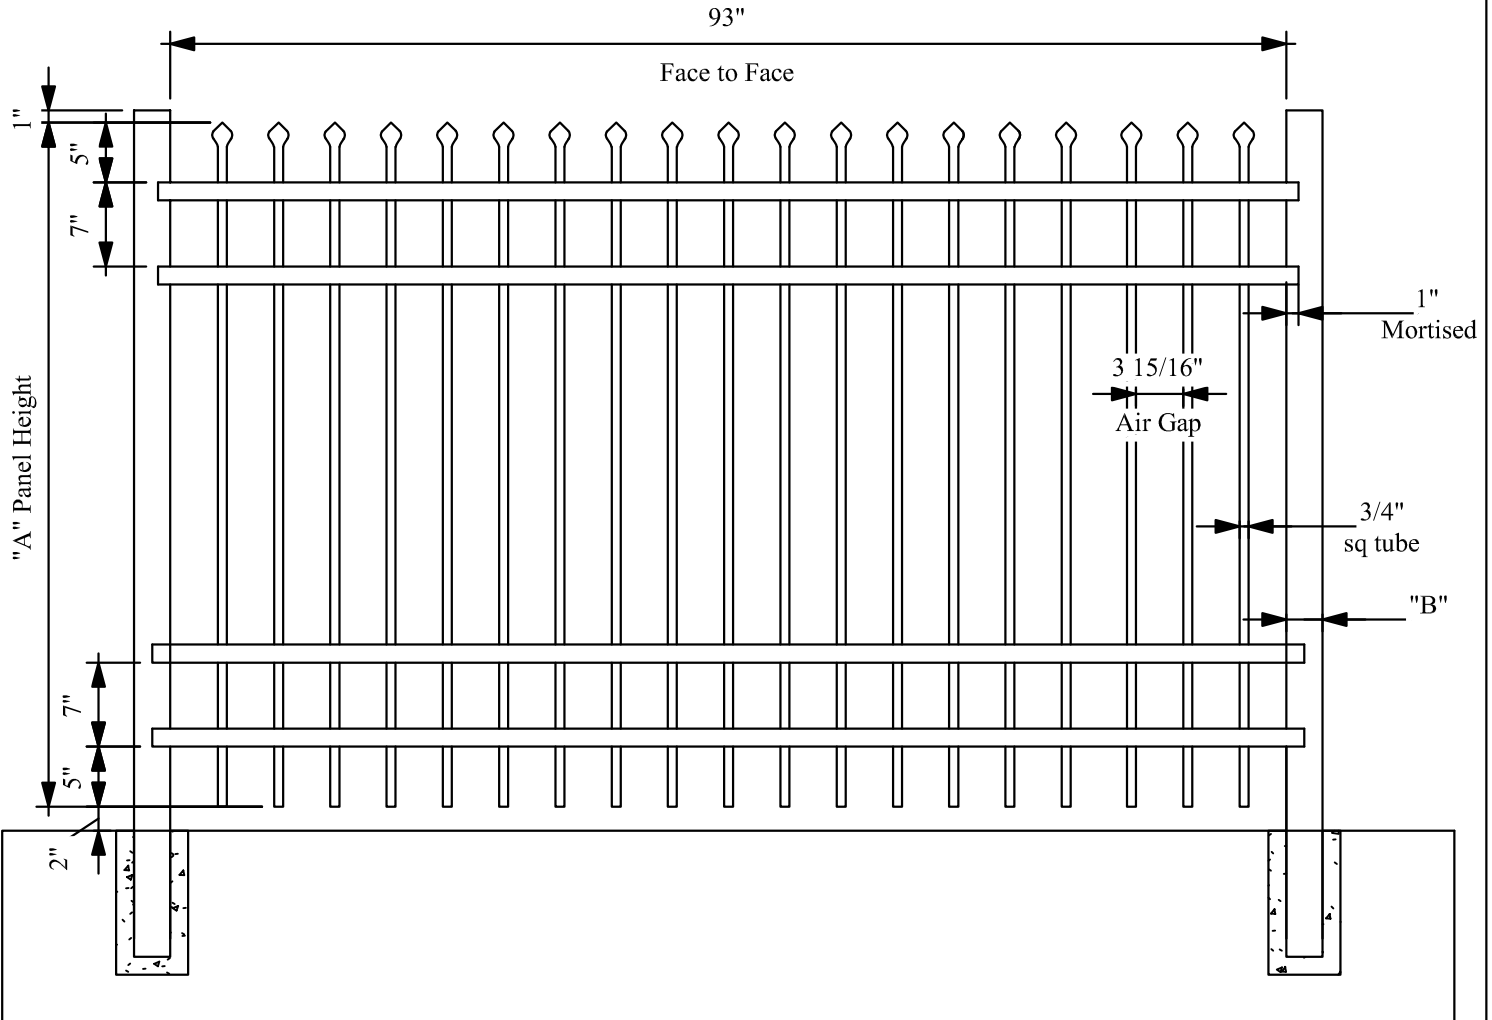 93"
Face to Face
1"
5"
7"
"A" Panel Height
1"
Mortised
3 15/16"
Air Gap
3/4"
sq tube
"B"
7"
5"
2"